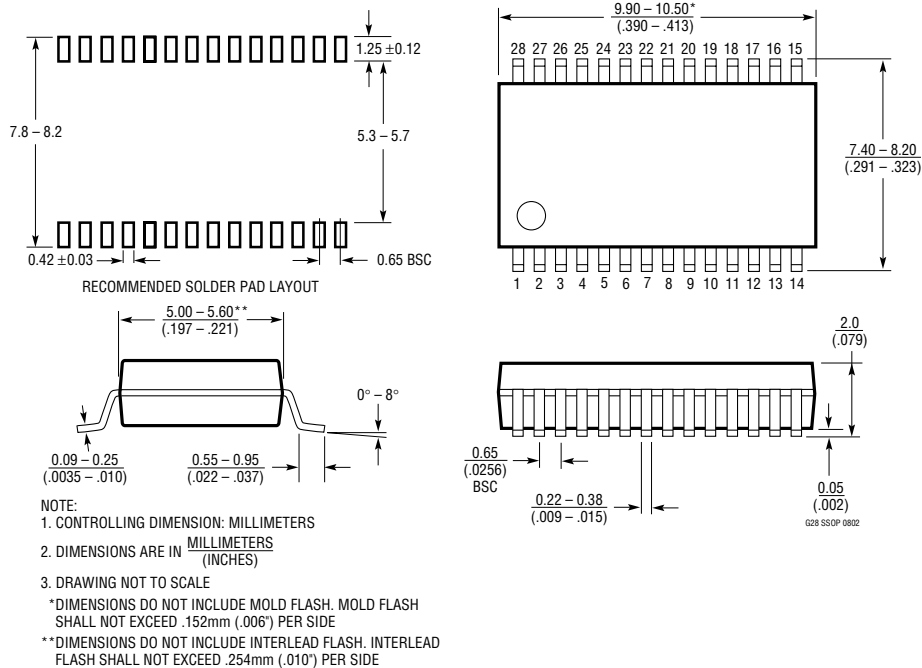 1.25 ±0.12
7.8 – 8.2
5.3 – 5.7
0.42 ±0.03
0.65 BSC
RECOMMENDED SOLDER PAD LAYOUT
9.90 – 10.50*
(.390 – .413)
28 27 26 25 24 23 22 21 20 19 18 17 16 15
7.40 – 8.20
(.291 – .323)
1 2 3 4 5 6 7 8 9 10 11 12 13 14
5.00 – 5.60**
(.197 – .221)
0° – 8°
0.09 – 0.25
(.0035 – .010)
0.55 – 0.95
(.022 – .037)
2.0
(.079)
0.65
(.0256)
BSC
0.22 – 0.38
(.009 – .015)
0.05
(.002)
G28 SSOP 0802
NOTE:
1. CONTROLLING DIMENSION: MILLIMETERS
2. DIMENSIONS ARE IN MILLIMETERS
(INCHES)
3. DRAWING NOT TO SCALE
*DIMENSIONS DO NOT INCLUDE MOLD FLASH. MOLD FLASH
SHALL NOT EXCEED .152mm (.006") PER SIDE
**DIMENSIONS DO NOT INCLUDE INTERLEAD FLASH. INTERLEAD
FLASH SHALL NOT EXCEED .254mm (.010") PER SIDE